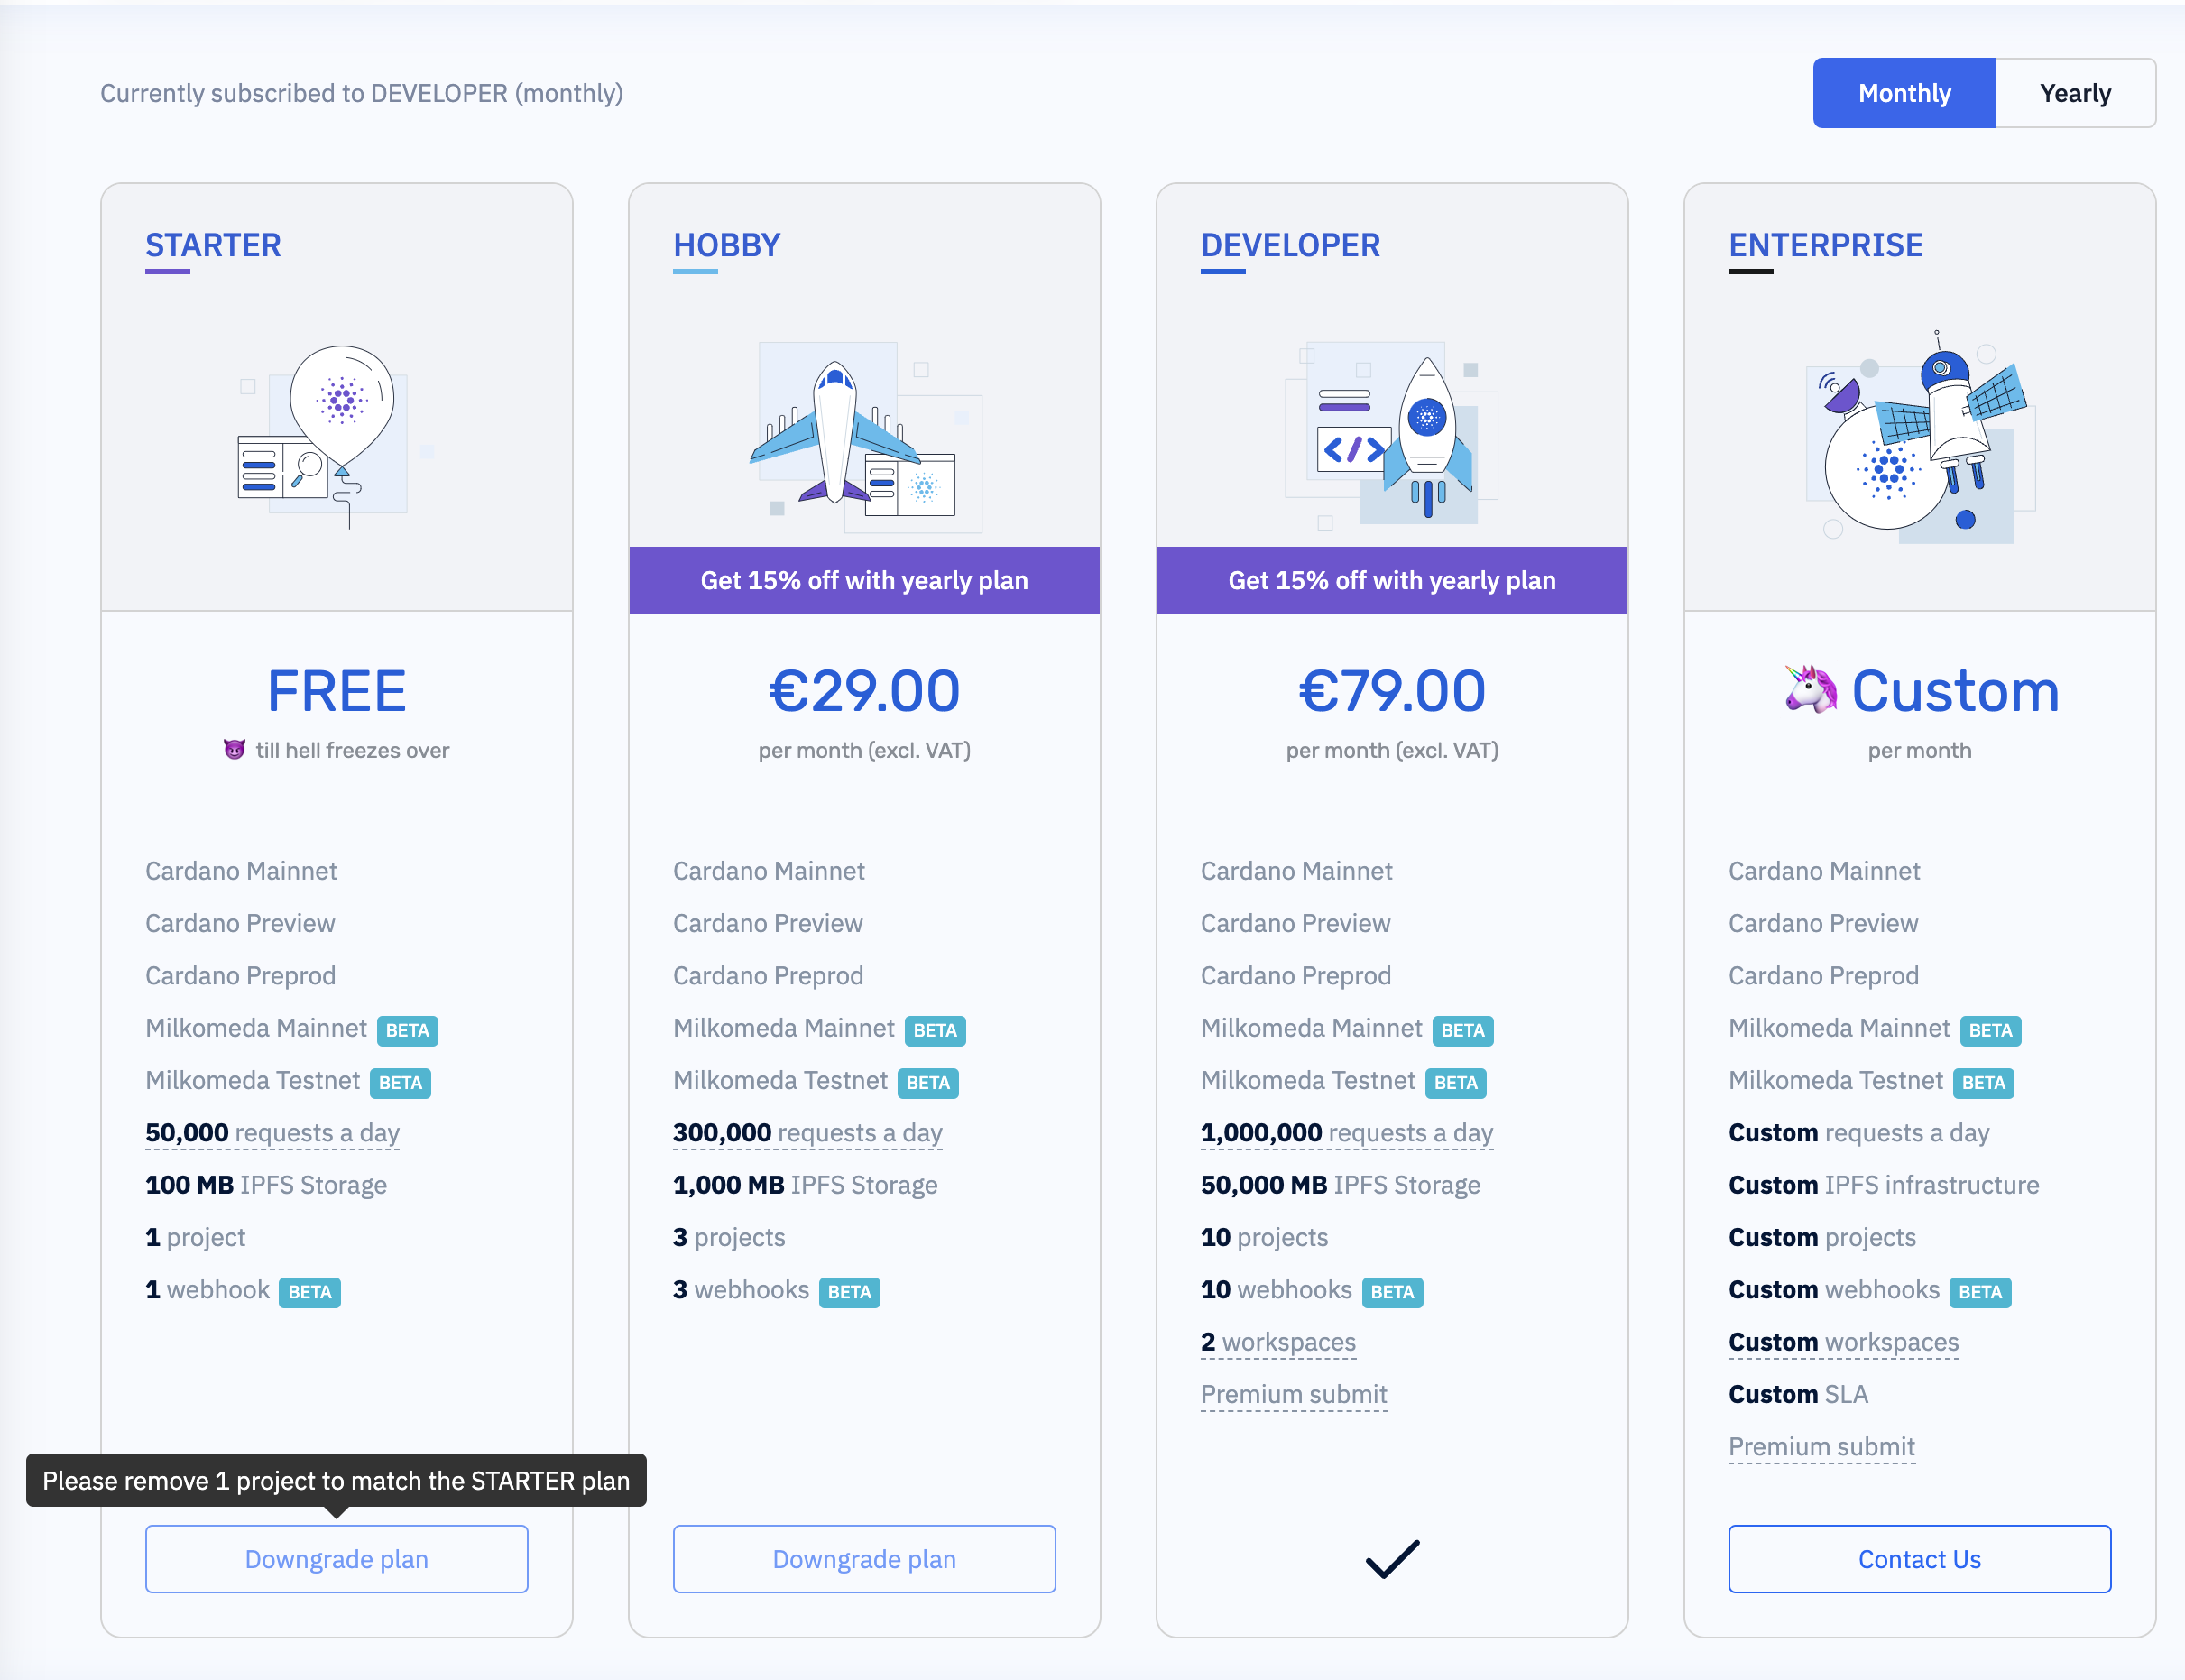 Currently subscribed to DEVELOPER (monthly)
Monthly
Yearly
STARTER
FREE
😈 till hell freezes over
Cardano Mainnet
Cardano Preview
Cardano Preprod
Milkomeda Mainnet BETA
Milkomeda Testnet BETA
50,000 requests a day
100 MB IPFS Storage
1 project
1 webhook BETA
Please remove 1 project to match the STARTER plan
Downgrade plan
HOBBY
Get 15% off with yearly plan
€29.00
per month (excl. VAT)
Cardano Mainnet
Cardano Preview
Cardano Preprod
Milkomeda Mainnet BETA
Milkomeda Testnet BETA
300,000 requests a day
1,000 MB IPFS Storage
3 projects
3 webhooks BETA
Downgrade plan
DEVELOPER
</>
Get 15% off with yearly plan
€79.00
per month (excl. VAT)
Cardano Mainnet
Cardano Preview
Cardano Preprod
Milkomeda Mainnet BETA
Milkomeda Testnet BETA
1,000,000 requests a day
50,000 MB IPFS Storage
10 projects
10 webhooks BETA
2 workspaces
Premium submit
ENTERPRISE
🦄 Custom
per month
Cardano Mainnet
Cardano Preview
Cardano Preprod
Milkomeda Mainnet BETA
Milkomeda Testnet BETA
Custom requests a day
Custom IPFS infrastructure
Custom projects
Custom webhooks BETA
Custom workspaces
Custom SLA
Premium submit
Contact Us